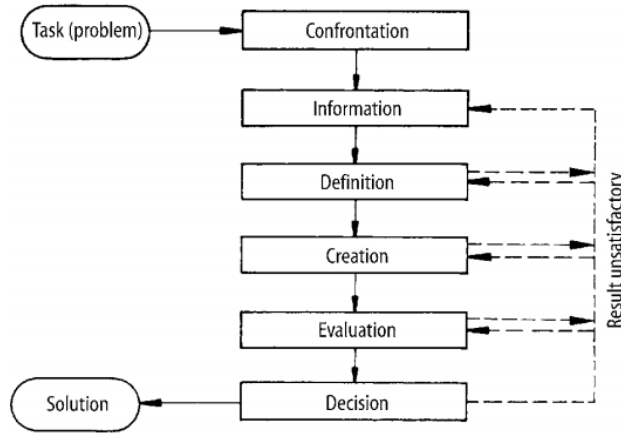 Task (problem)
Confrontation
Information
Definition
Creation
Evaluation
Decision
Solution
Result unsatisfactory